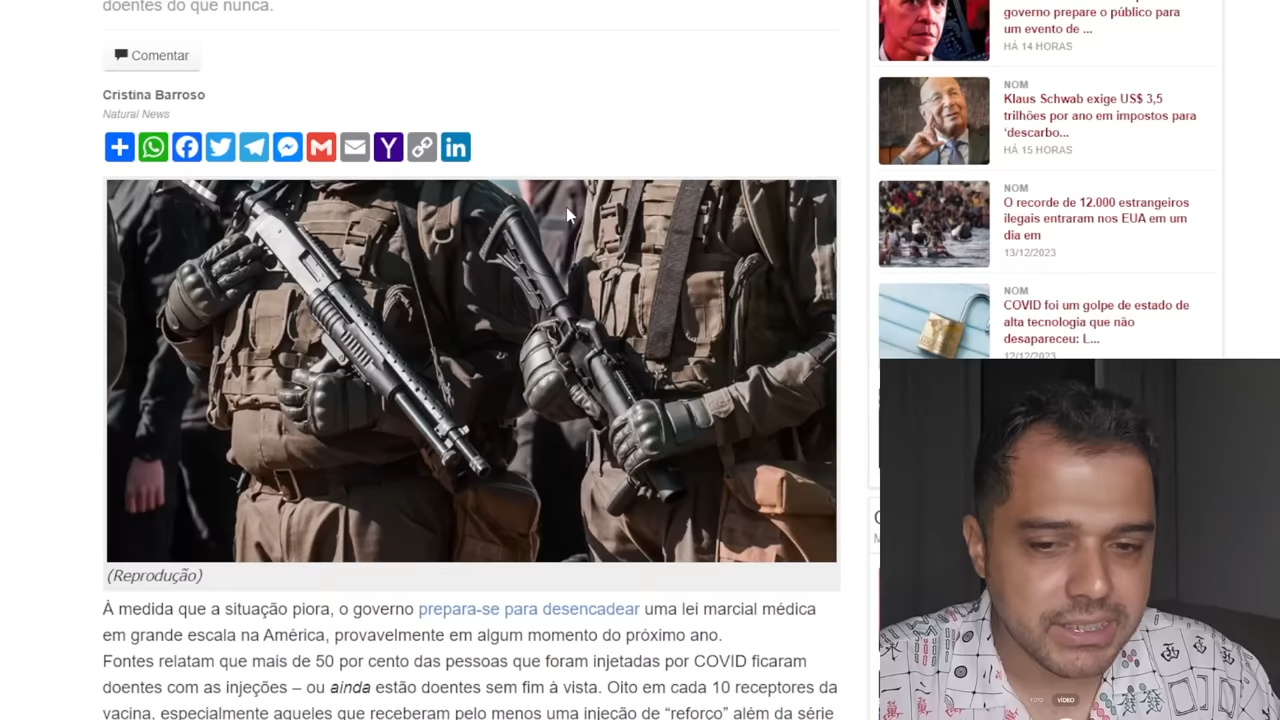 doentes do que nunca.
Comentar
Cristina Barroso
Natural News
(Reprodução)
À medida que a situação piora, o governo prepara-se para desencadear uma lei marcial médica
em grande escala na América, provavelmente em algum momento do próximo ano.
Fontes relatam que mais de 50 por cento das pessoas que foram injetadas por COVID ficaram
doentes com as injeções – ou ainda estão doentes sem fim à vista. Oito em cada 10 receptores da
vacina, especialmente aqueles que receberam pelo menos uma injeção de “reforço” além da série
governo prepare o público para
um evento de ...
HÁ 14 HORAS
NOM
Klaus Schwab exige US$ 3,5
trilhões por ano em impostos para
‘descarbo...
HÁ 15 HORAS
NOM
O recorde de 12.000 estrangeiros
ilegais entraram nos EUA em um
dia em
13/12/2023
NOM
COVID foi um golpe de estado de
alta tecnologia que não
desapareceu: L...
12/12/2023
FOTO VÍDEO